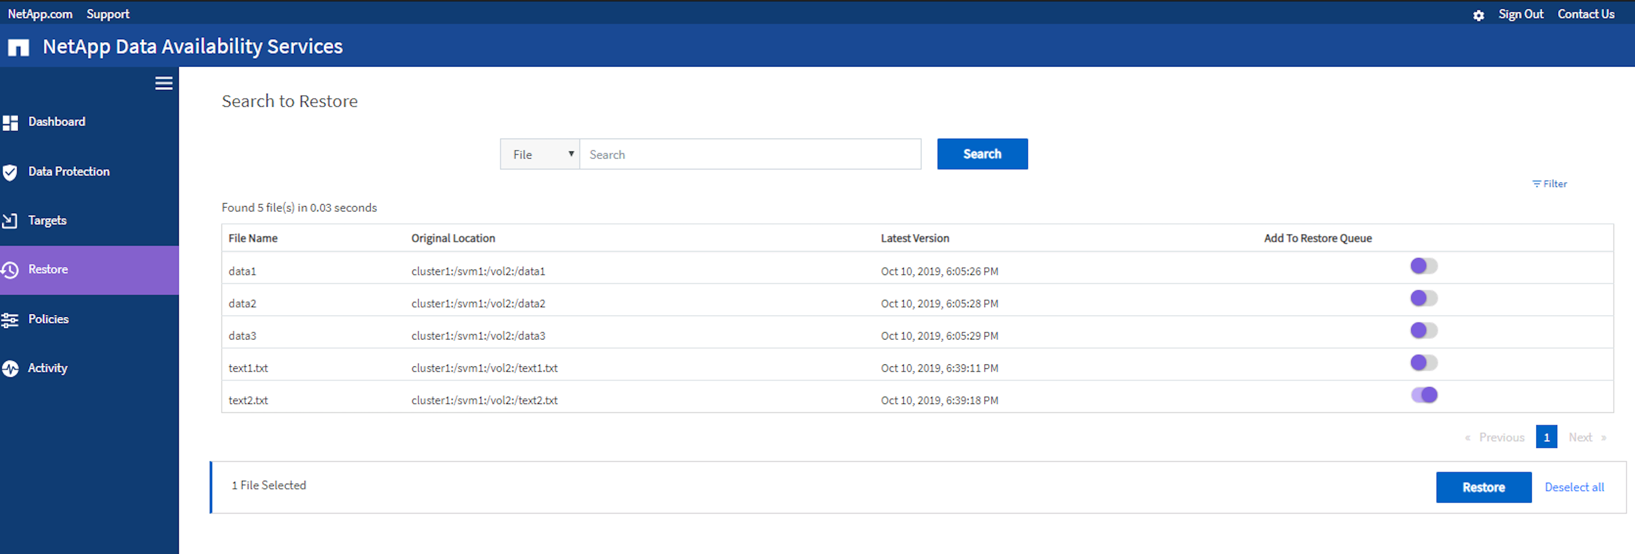 NetApp.com Support Sign Out Contact Us
NetApp Data Availability Services
Dashboard
Data Protection
Targets
Restore
Policies
Activity
Search to Restore
File Search Search
Filter
Found 5 file(s) in 0.03 seconds
File Name Original Location Latest Version Add To Restore Queue
data1 cluster1:/svm1:/vol2:/data1 Oct 10, 2019, 6:05:26 PM
data2 cluster1:/svm1:/vol2:/data2 Oct 10, 2019, 6:05:28 PM
data3 cluster1:/svm1:/vol2:/data3 Oct 10, 2019, 6:05:29 PM
text1.txt cluster1:/svm1:/vol2:/text1.txt Oct 10, 2019, 6:39:11 PM
text2.txt cluster1:/svm1:/vol2:/text2.txt Oct 10, 2019, 6:39:18 PM
« Previous 1 Next »
1 File Selected Restore Deselect all